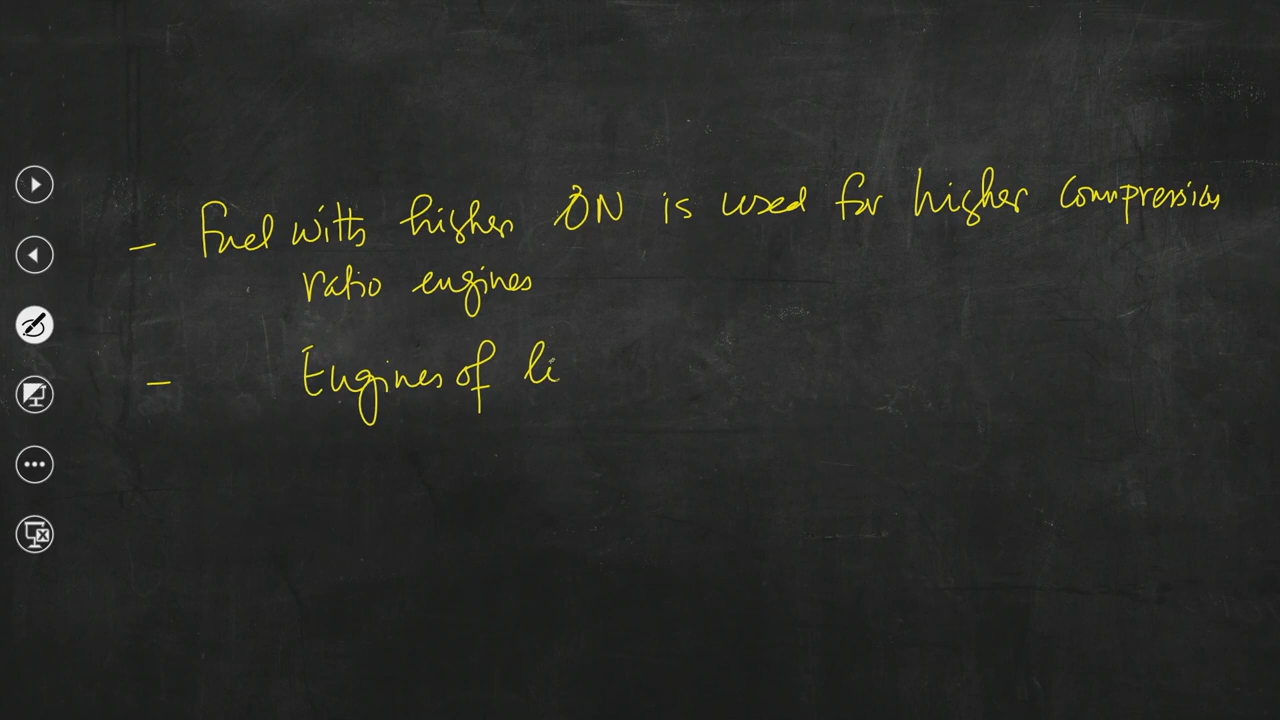 - Fuel with higher ON is used for higher compression
ratio engines
- Engines of li